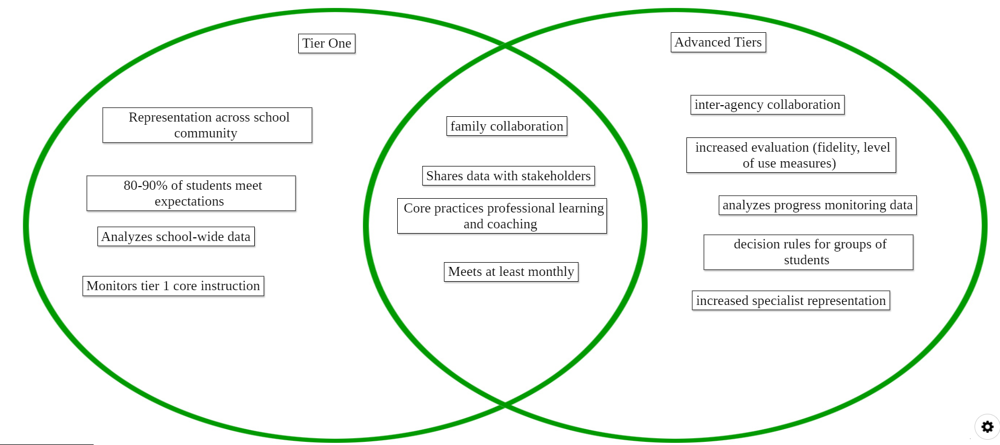 Tier One
Advanced Tiers
Representation across school
community
80-90% of students meet
expectations
Analyzes school-wide data
Monitors tier 1 core instruction
family collaboration
Shares data with stakeholders
Core practices professional learning
and coaching
Meets at least monthly
inter-agency collaboration
increased evaluation (fidelity, level
of use measures)
analyzes progress monitoring data
decision rules for groups of
students
increased specialist representation